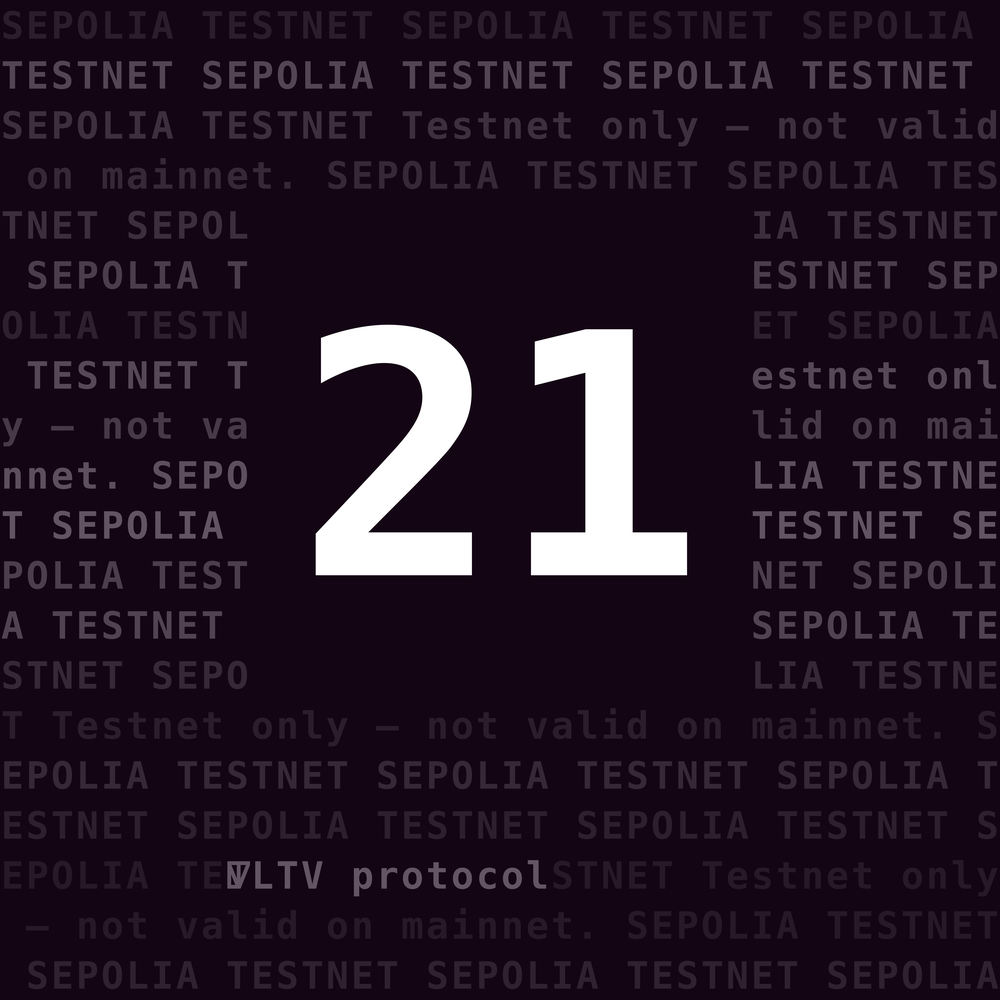 SEPOLIA TESTNET SEPOLIA TESTNET SEPOLIA
TESTNET SEPOLIA TESTNET SEPOLIA TESTNET
SEPOLIA TESTNET Testnet only — not valid
on mainnet. SEPOLIA TESTNET SEPOLIA TES
TNET SEPOL IA TESTNET
SEPOLIA T ESTNET SEP
OLIA TESTN ET SEPOLIA
TESTNET T estnet onl
y — not va lid on mai
nnet. SEPO LIA TESTNE
21
T SEPOLIA TESTNET SE
POLIA TEST NET SEPOLI
A TESTNET SEPOLIA TE
STNET SEPO LIA TESTNE
T Testnet only — not valid on mainnet. S
EPOLIA TESTNET SEPOLIA TESTNET SEPOLIA T
ESTNET SEPOLIA TESTNET SEPOLIA TESTNET S
EPOLIA TE VLTV protocol STNET Testnet only
— not valid on mainnet. SEPOLIA TESTNET
SEPOLIA TESTNET SEPOLIA TESTNET SEPOLIA